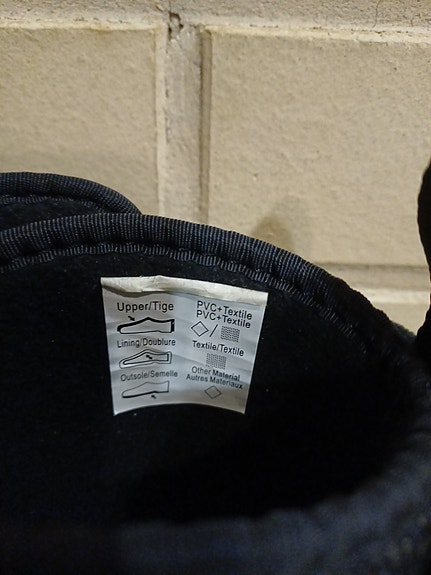 Upper/Tige
PVC+Textile
PVC+Textile
/
Lining/Doublure
Textile/Textile
Outsole/Semelle
Other Material
Autres Materiaux